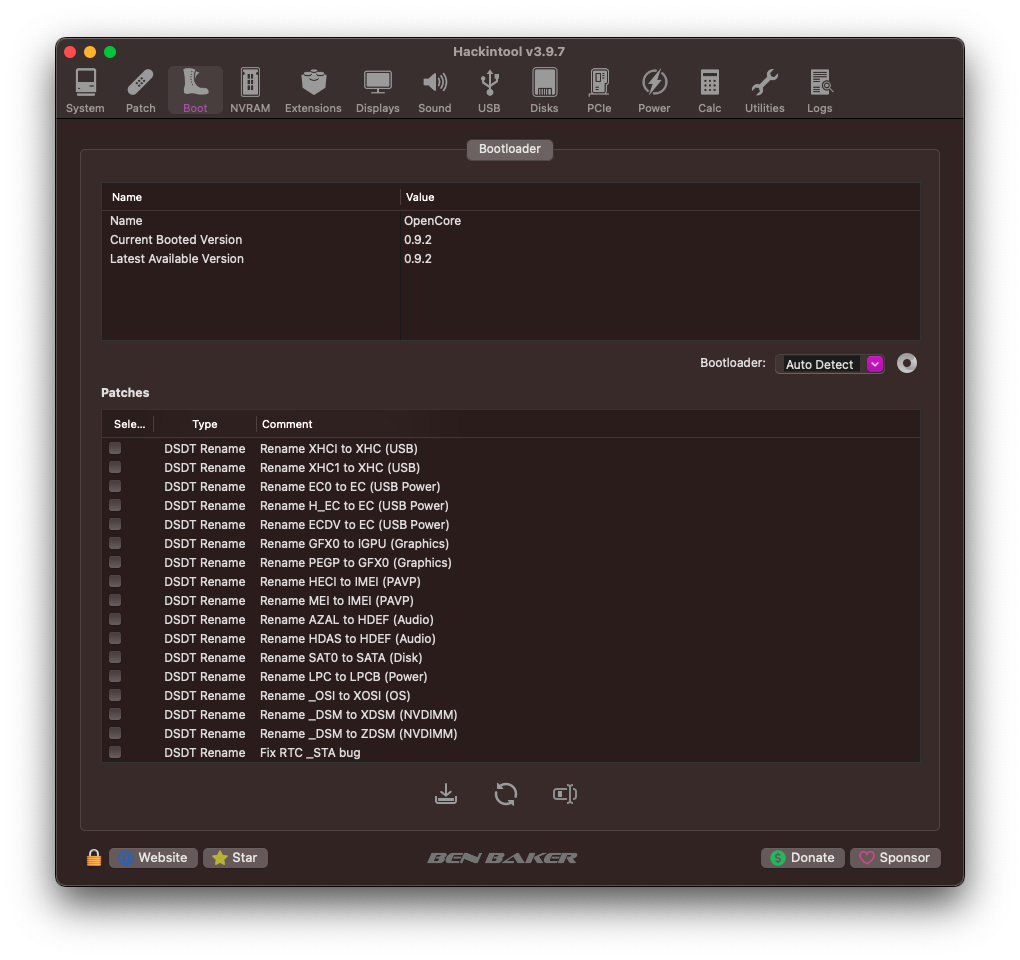 Hackintool v3.9.7
System Patch Boot NVRAM Extensions Displays Sound USB Disks PCIe Power Calc Utilities Logs
Bootloader
Name Value
Name OpenCore
Current Booted Version 0.9.2
Latest Available Version 0.9.2
Bootloader: Auto Detect
Patches
Sele... Type Comment
DSDT Rename Rename XHCI to XHC (USB)
DSDT Rename Rename XHC1 to XHC (USB)
DSDT Rename Rename EC0 to EC (USB Power)
DSDT Rename Rename H_EC to EC (USB Power)
DSDT Rename Rename ECDV to EC (USB Power)
DSDT Rename Rename GFX0 to IGPU (Graphics)
DSDT Rename Rename PEGP to GFX0 (Graphics)
DSDT Rename Rename HECI to IMEI (PAVP)
DSDT Rename Rename MEI to IMEI (PAVP)
DSDT Rename Rename AZAL to HDEF (Audio)
DSDT Rename Rename HDAS to HDEF (Audio)
DSDT Rename Rename SAT0 to SATA (Disk)
DSDT Rename Rename LPC to LPCB (Power)
DSDT Rename Rename _OSI to XOSI (OS)
DSDT Rename Rename _DSM to XDSM (NVDIMM)
DSDT Rename Rename _DSM to ZDSM (NVDIMM)
DSDT Rename Fix RTC _STA bug
Website Star BEN BAKER $ Donate Sponsor